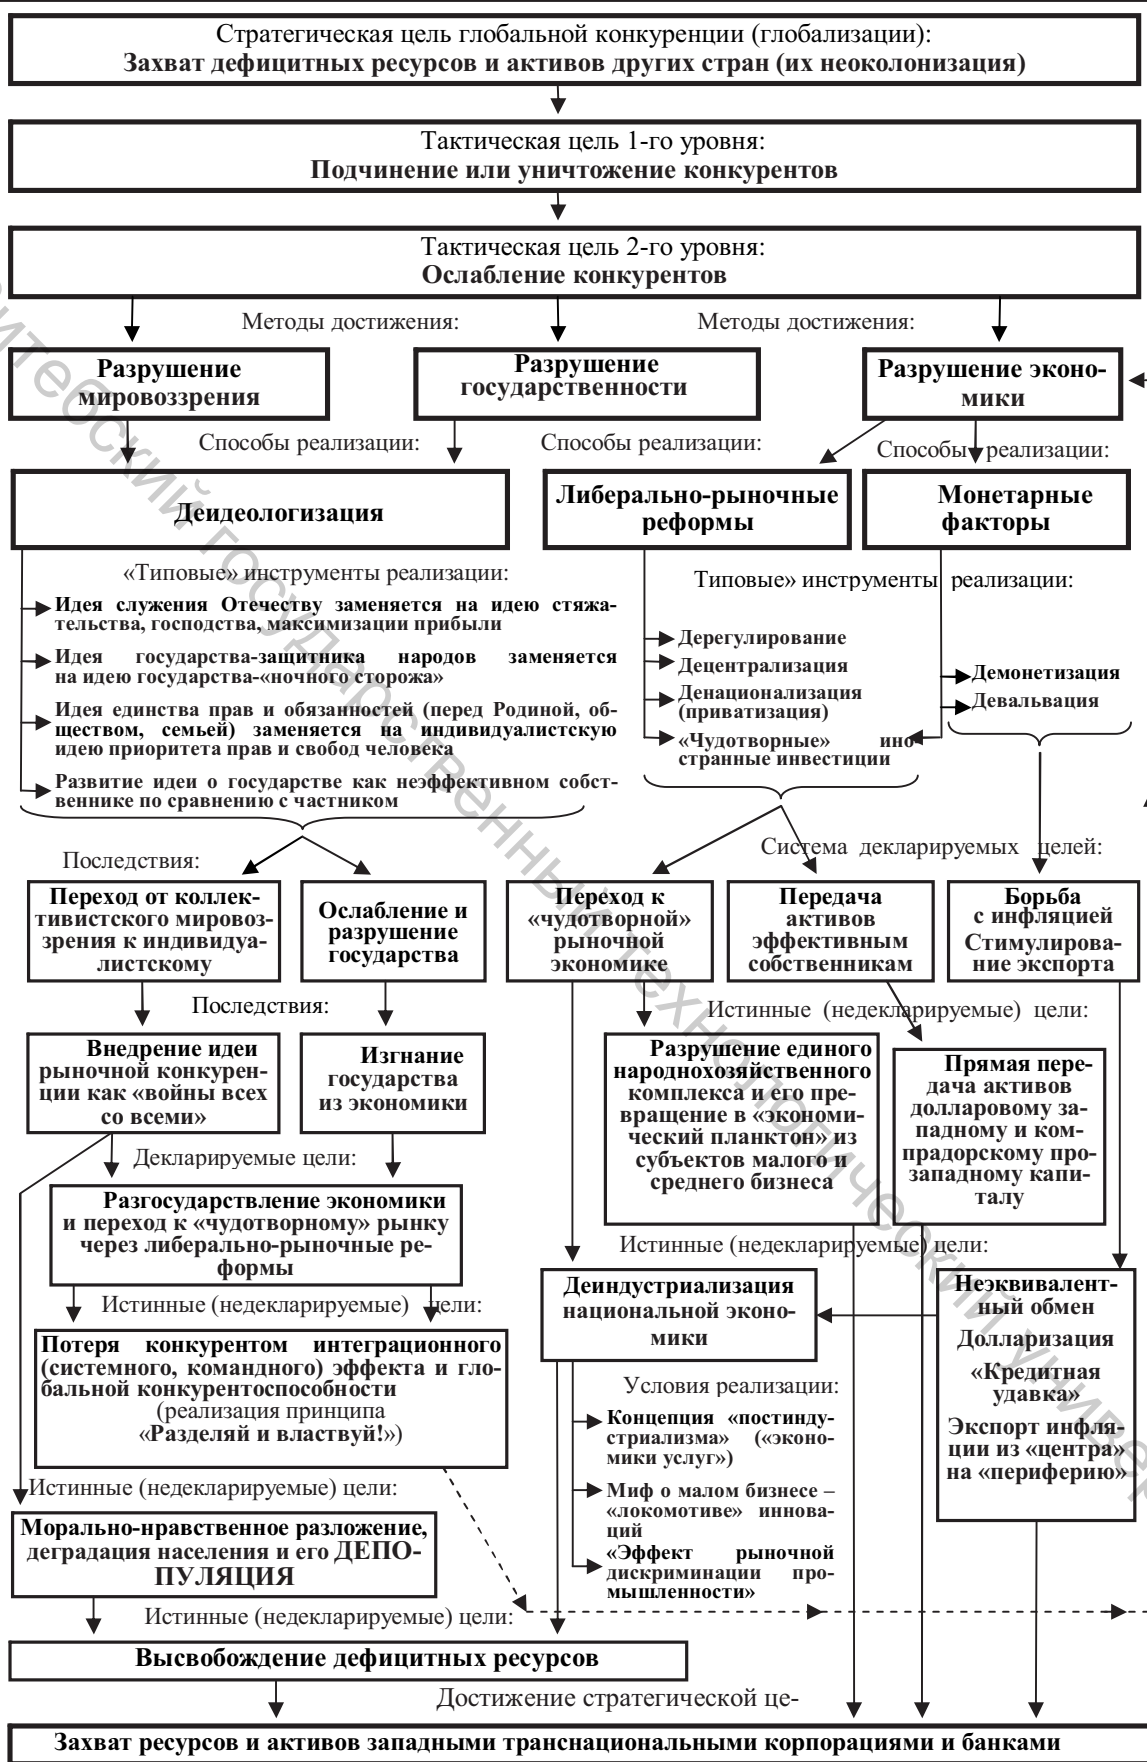 Стратегическая цель глобальной конкуренции (глобализации):
Захват дефицитных ресурсов и активов других стран (их неоколонизация)
Тактическая цель 1-го уровня:
Подчинение или уничтожение конкурентов
Тактическая цель 2-го уровня:
Ослабление конкурентов
Методы достижения:
Методы достижения:
Разрушение
мировоззрения
Разрушение
государственности
Разрушение эконо-
мики
Способы реализации:
Способы реализации:
Способы реализации:
Деидеологизация
Либерально-рыночные
реформы
Монетарные
факторы
«Типовые» инструменты реализации:
Идея служения Отечеству заменяется на идею стяжа-
тельства, господства, максимизации прибыли
Идея государства-защитника народов заменяется
на идею государства-«ночного сторожа»
Идея единства прав и обязанностей (перед Родиной, об-
ществом, семьей) заменяется на индивидуалистскую
идею приоритета прав и свобод человека
Развитие идеи о государстве как неэффективном собст-
веннике по сравнению с частником
Типовые» инструменты реализации:
Дерегулирование
Децентрализация
Денационализация
(приватизация)
«Чудотворные» ино-
странные инвестиции
Демонетизация
Девальвация
Последствия:
Система декларируемых целей:
Переход от коллек-
тивистского мировоз-
зрения к индивидуа-
листскому
Ослабление и
разрушение
государства
Переход к
«чудотворной»
рыночной
экономике
Передача
активов
эффективным
собственникам
Борьба
с инфляцией
Стимулирова-
ние экспорта
Последствия:
Истинные (недекларируемые) цели:
Внедрение идеи
рыночной конкурен-
ции как «войны всех
со всеми»
Изгнание
государства
из экономики
Разрушение единого
народнохозяйственного
комплекса и его пре-
вращение в «экономи-
ческий планктон» из
субъектов малого и
среднего бизнеса
Прямая пере-
дача активов
долларовому за-
падному и ком-
прадорскому про-
западному капи-
талу
Декларируемые цели:
Разгосударствление экономики
и переход к «чудотворному» рынку
через либерально-рыночные ре-
формы
Истинные (недекларируемые) цели:
Деиндустриализация
национальной эконо-
мики
Неэквивалент-
ный обмен
Долларизация
«Кредитная
удавка»
Экспорт инфля-
ции из «центра»
на «периферию»
Истинные (недекларируемые) цели:
Потеря конкурентом интеграционного
(системного, командного) эффекта и гло-
бальной конкурентоспособности
(реализация принципа
«Разделяй и властвуй!»)
Условия реализации:
Концепция «постинду-
стриализма» («эконо-
мики услуг»)
Миф о малом бизнесе –
«локомотиве» иннова-
ций
«Эффект рыночной
дискриминации про-
мышленности»
Истинные (недекларируемые) цели:
Морально-нравственное разложение,
деградация населения и его ДЕПО-
ПУЛЯЦИЯ
Истинные (недекларируемые) цели:
Высвобождение дефицитных ресурсов
Достижение стратегической це-
Захват ресурсов и активов западными транснациональными корпорациями и банками
государственный технологический